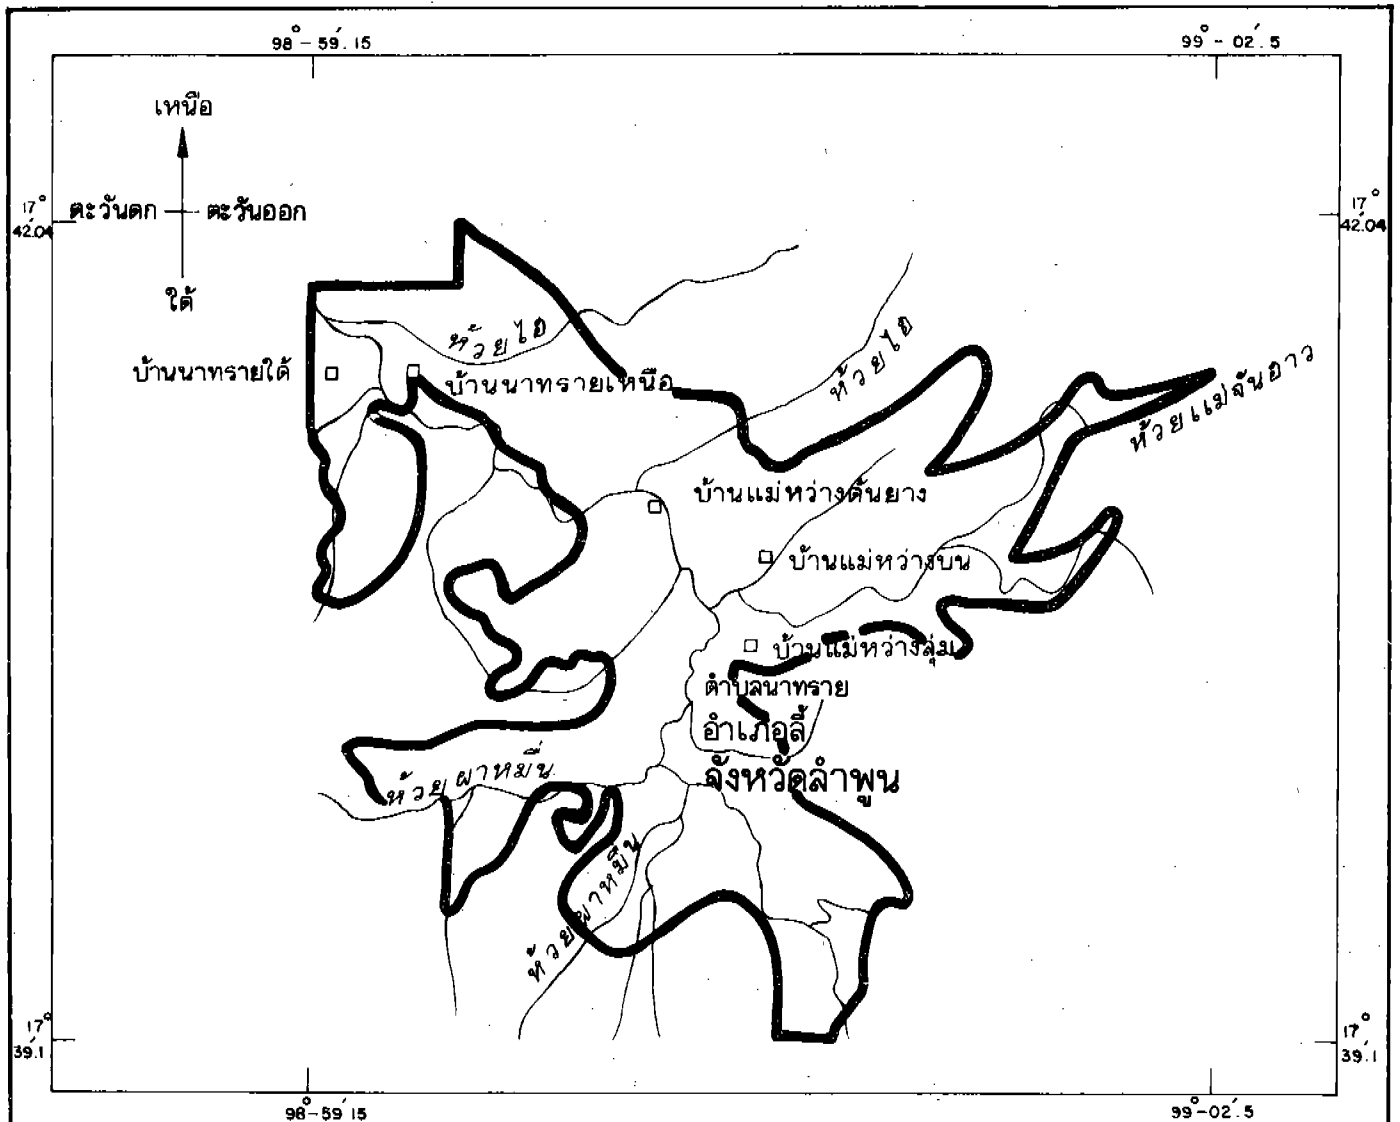 98°-59'.15
99°-02'.5
เหนือ
ตะวันตก
ตะวันออก
ใต้
17°
42'.04
17°
42'.04
ห้วยไฮ
ห้วยไฮ
บ้านนาทรายใต้
บ้านนาทรายเหนือ
ห้วยแม่จันฮาว
บ้านแม่หว่างต้นยาง
บ้านแม่หว่างบน
บ้านแม่หว่างลุ่ม
ตำบลนาทราย
อำเภอลี้
จังหวัดลำพูน
ห้วยผาหมื่น
ห้วยผาหมื่น
17°
39'.1
17°
39'.1
98°-59'.15
99°-02'.5